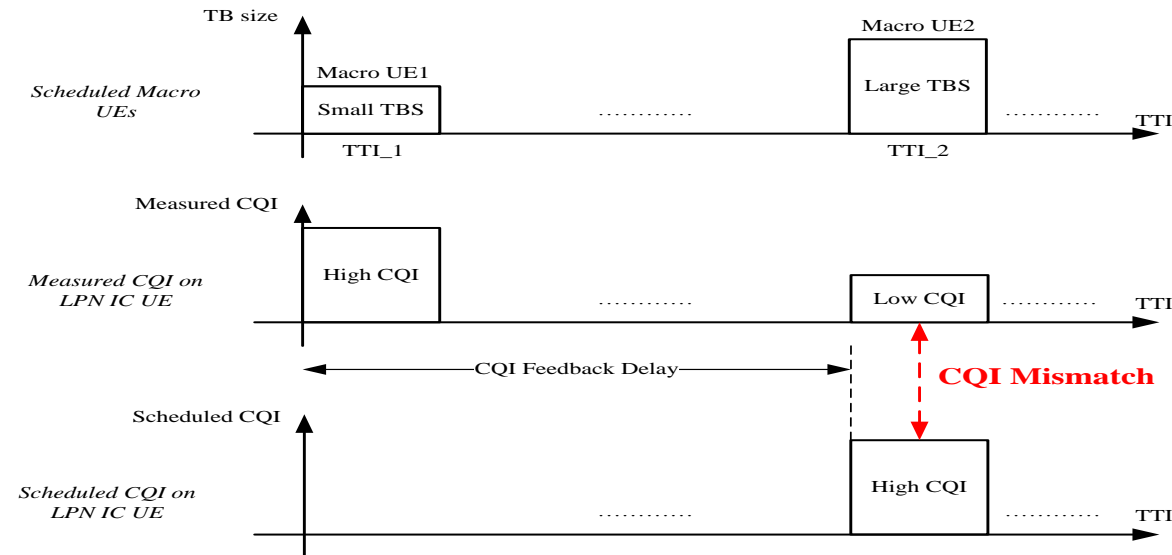 TB size
Macro UE2
Macro UE1
Scheduled Macro
UEs
Small TBS
Large TBS
............
............
TTI
TTI_1
TTI_2
Measured CQI
Measured CQI on
LPN IC UE
High CQI
............
Low CQI
............
TTI
CQI Feedback Delay
CQI Mismatch
Scheduled CQI
Scheduled CQI on
LPN IC UE
High CQI
............
............
TTI